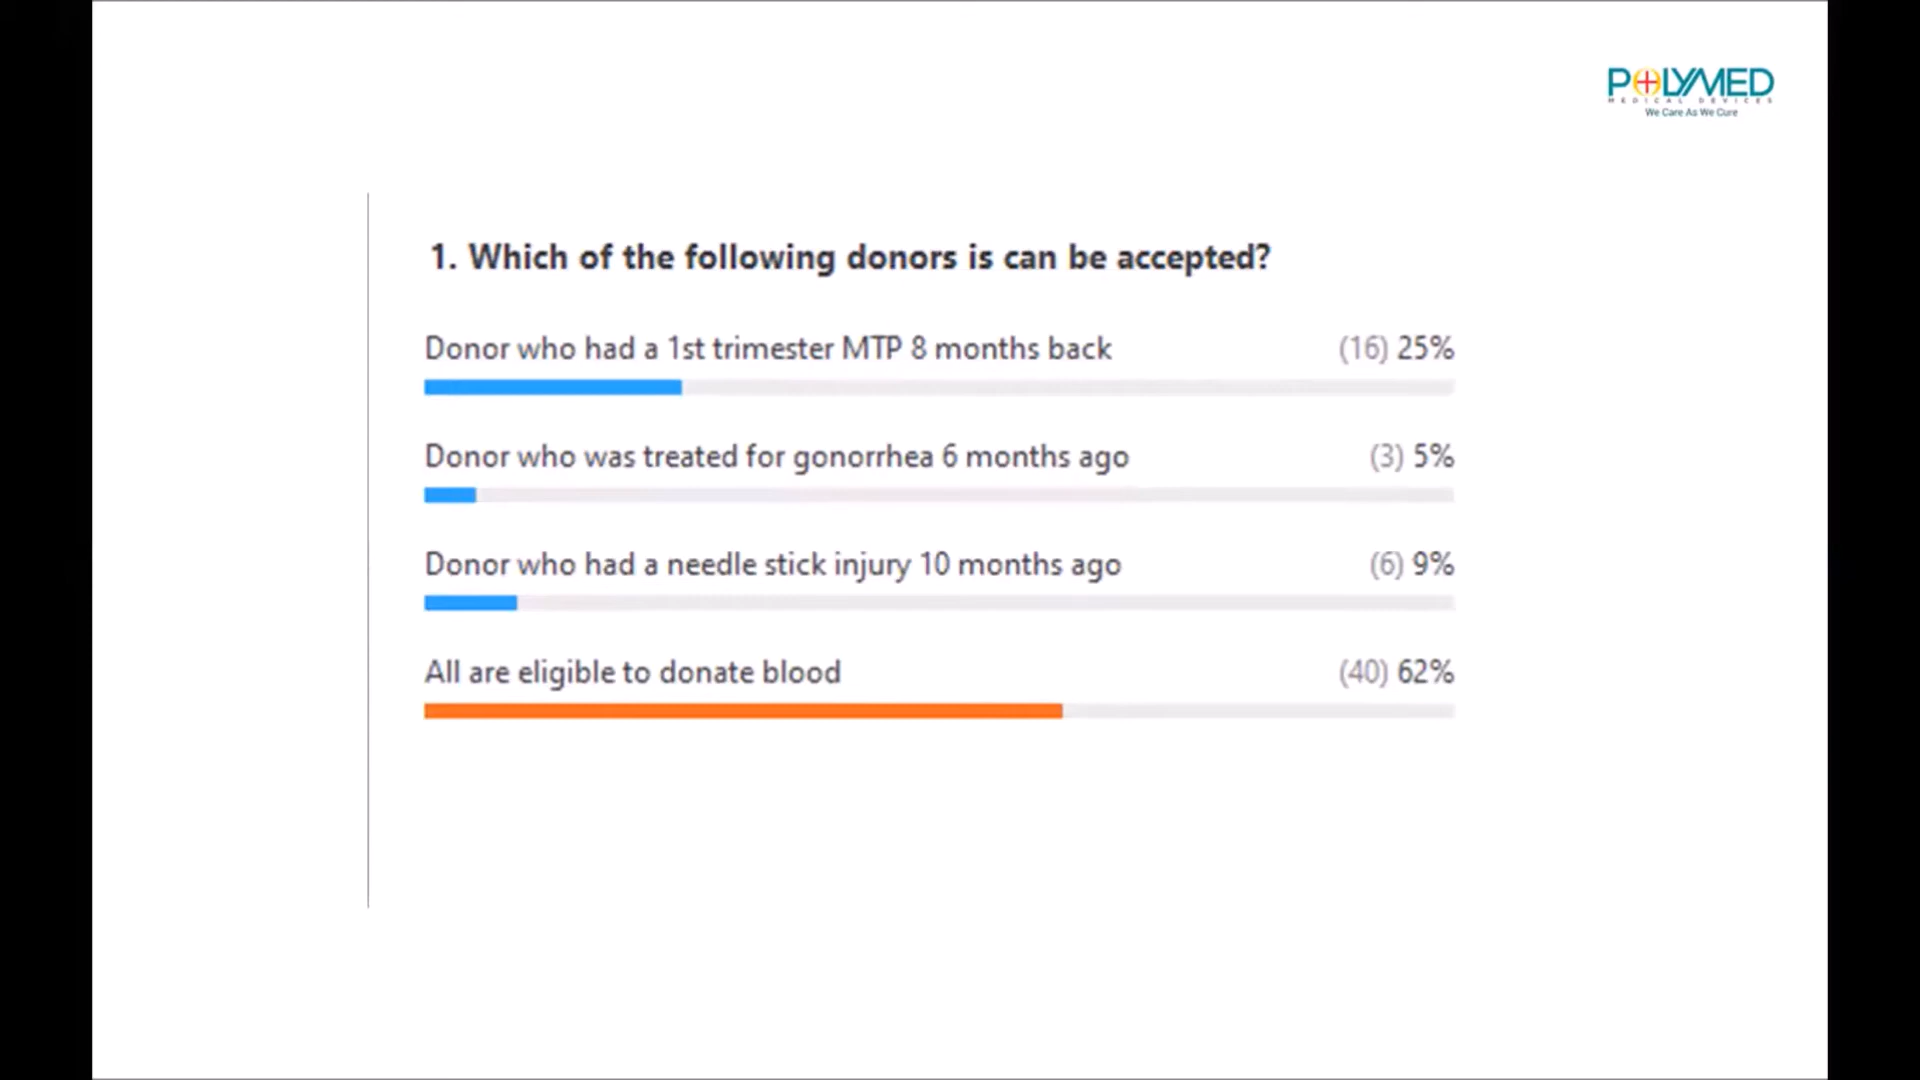 POLYMED
MEDICAL DEVICES
We Care As We Cure
1. Which of the following donors is can be accepted?
Donor who had a 1st trimester MTP 8 months back (16) 25%
Donor who was treated for gonorrhea 6 months ago (3) 5%
Donor who had a needle stick injury 10 months ago (6) 9%
All are eligible to donate blood (40) 62%